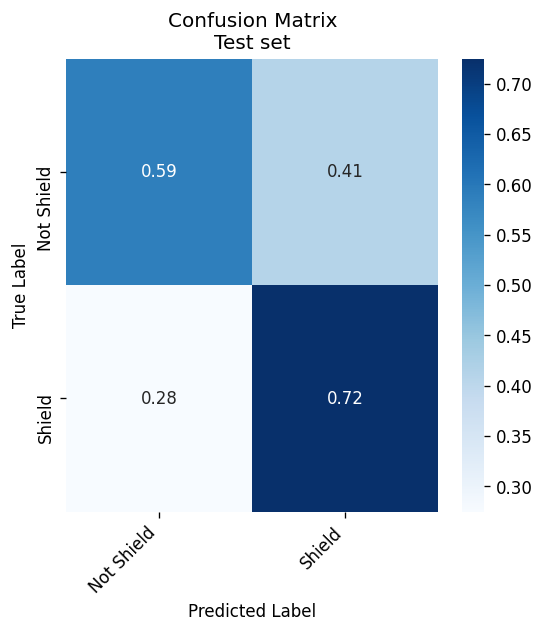 Confusion Matrix
Test set
True Label
Not Shield
0.59
0.41
Shield
0.28
0.72
Not Shield
Shield
Predicted Label
0.70
0.65
0.60
0.55
0.50
0.45
0.40
0.35
0.30